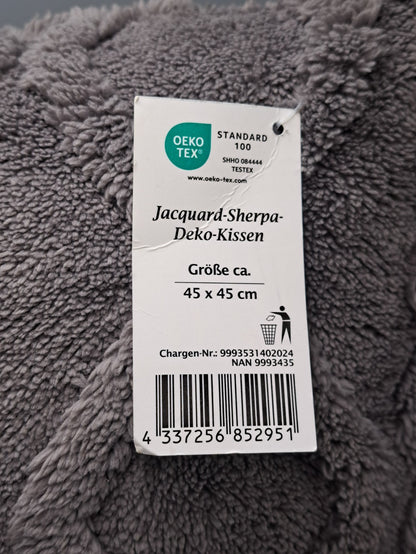 OEKO
TEX®
STANDARD
100
SHHO 084444
TESTEX
www.oeko-tex.com
Jacquard-Sherpa-
Deko-Kissen
Größe ca.
45 x 45 cm
Chargen-Nr.: 9993531402024
NAN 9993435
4 337256 852951